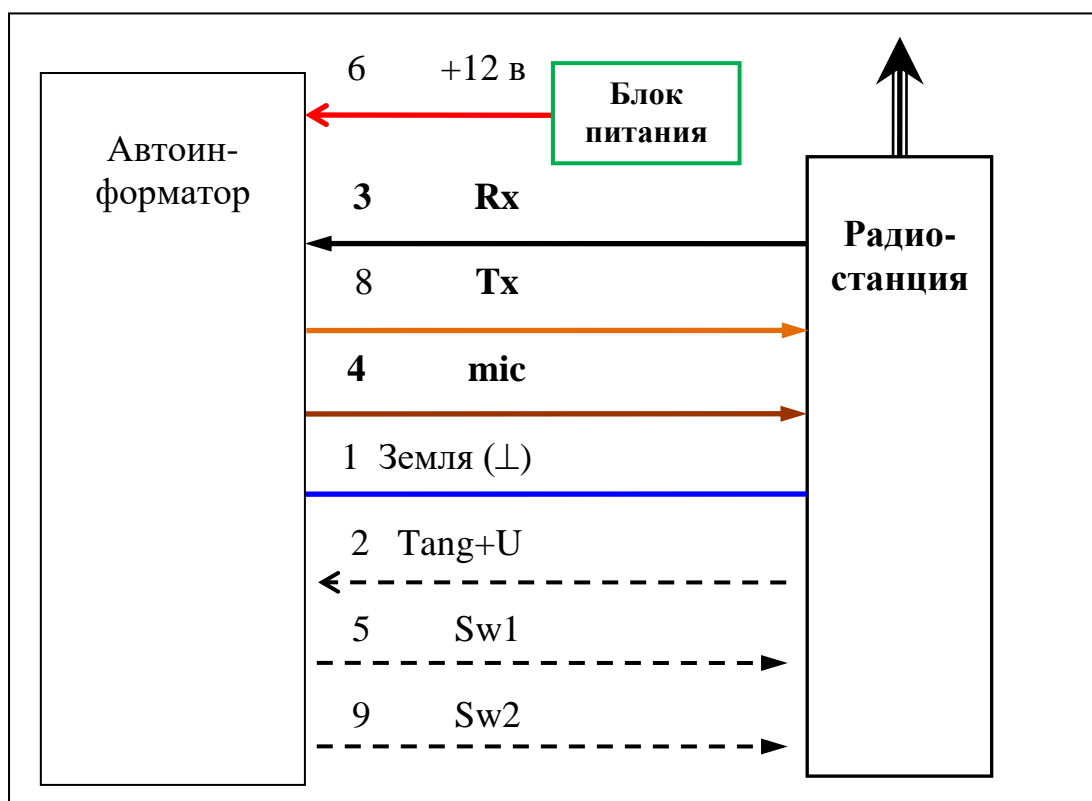 6 +12 в
Блок
питания
Автоин-
форматор
3 Rx
Радио-
станция
8 Tx
4 mic
1 Земля (⊥)
2 Tang+U
5 Sw1
9 Sw2